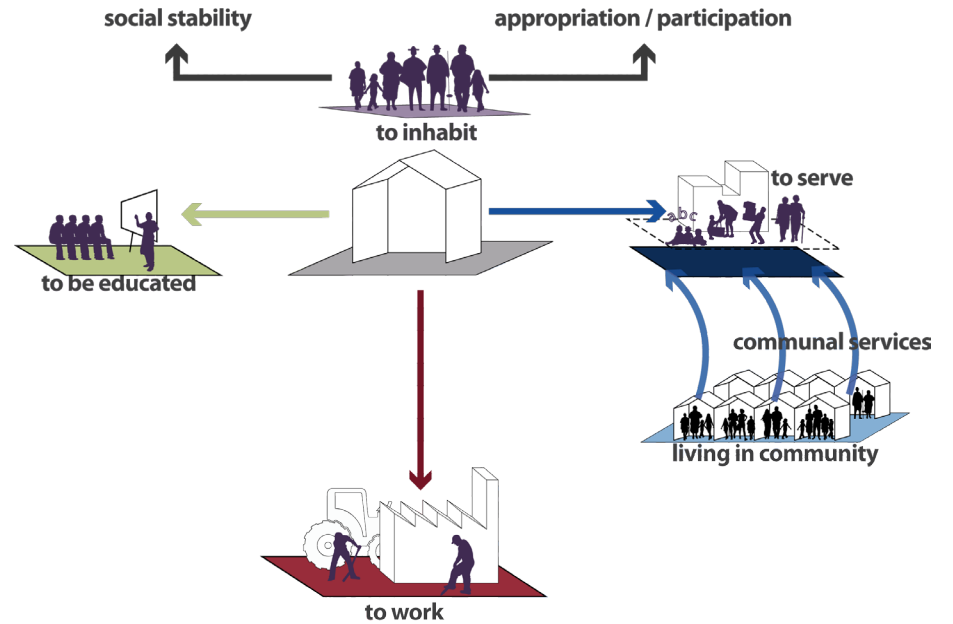 social stability
appropriation / participation
to inhabit
to serve
abc
to be educated
communal services
living in community
to work